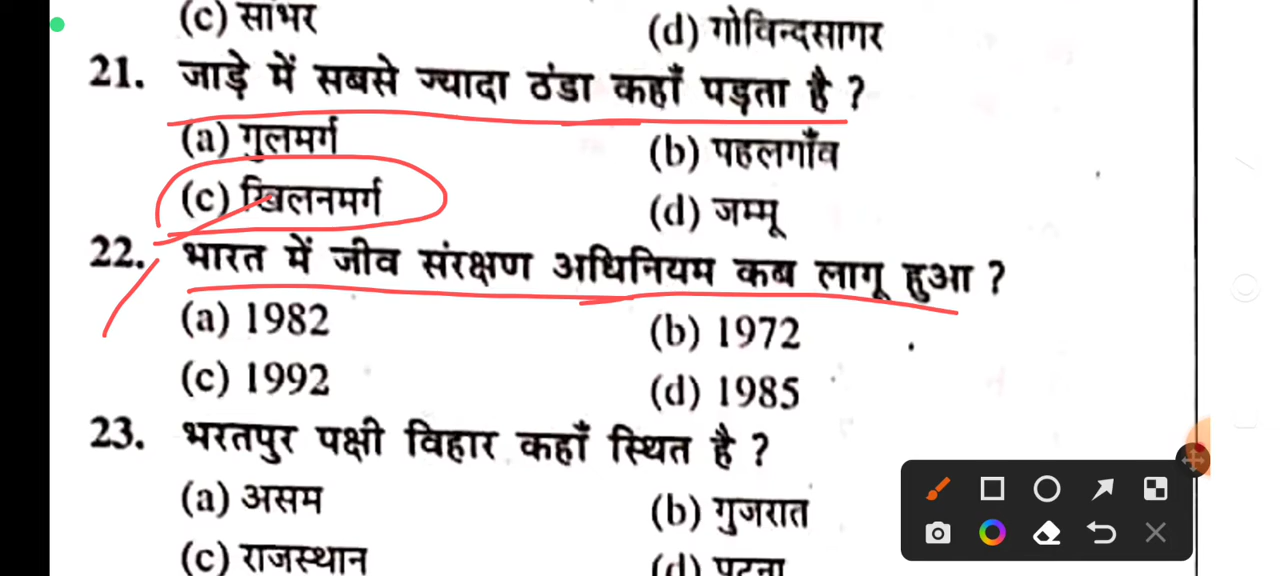 (c) सांभर (d) गोविन्दसागर
21. जाड़े में सबसे ज्यादा ठंडा कहाँ पड़ता है ?
(a) गुलमर्ग (b) पहलगाँव
(c) खिलनमर्ग (d) जम्मू
22. भारत में जीव संरक्षण अधिनियम कब लागू हुआ ?
(a) 1982 (b) 1972
(c) 1992 (d) 1985
23. भरतपुर पक्षी विहार कहाँ स्थित है ?
(a) असम (b) गुजरात
(c) राजस्थान (d) पटना